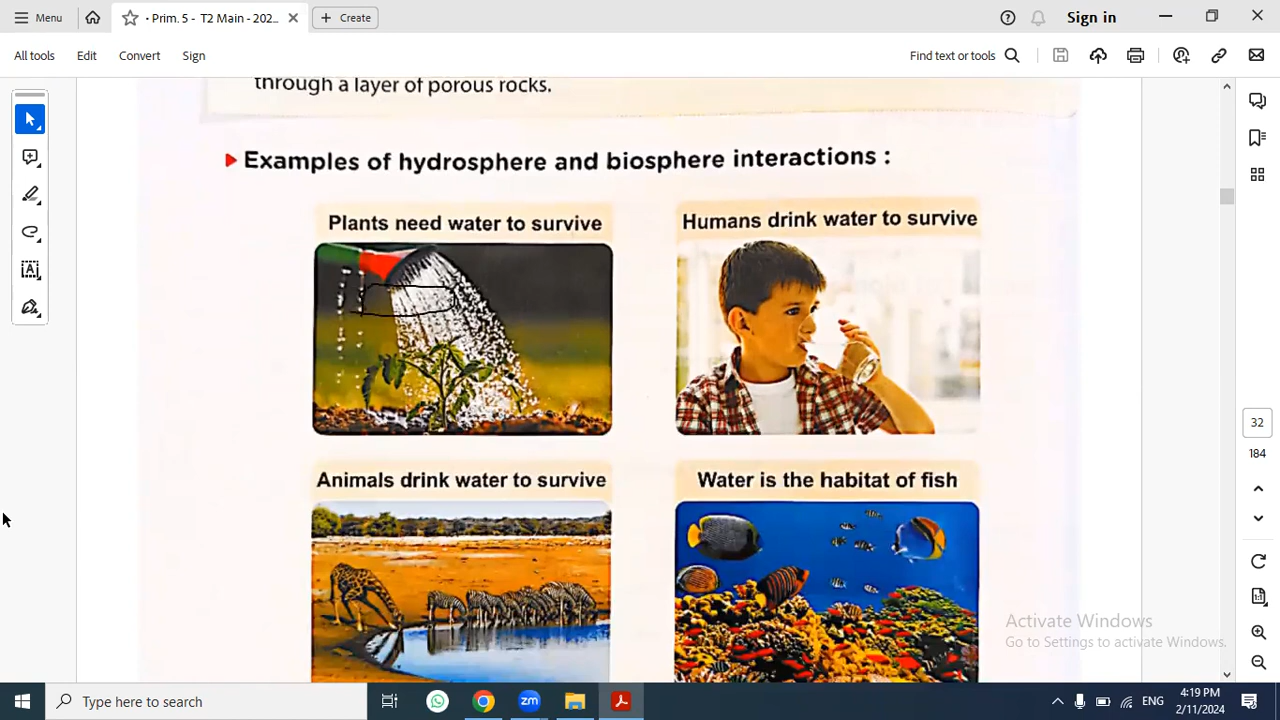 Menu
• Prim. 5 - T2 Main - 202...
Create
Sign in
All tools
Edit
Convert
Sign
Find text or tools
through a layer of porous rocks.
Examples of hydrosphere and biosphere interactions :
Plants need water to survive
Humans drink water to survive
Animals drink water to survive
Water is the habitat of fish
32
184
Activate Windows
Go to Settings to activate Windows.
Type here to search
zm
ENG
4:19 PM
2/11/2024